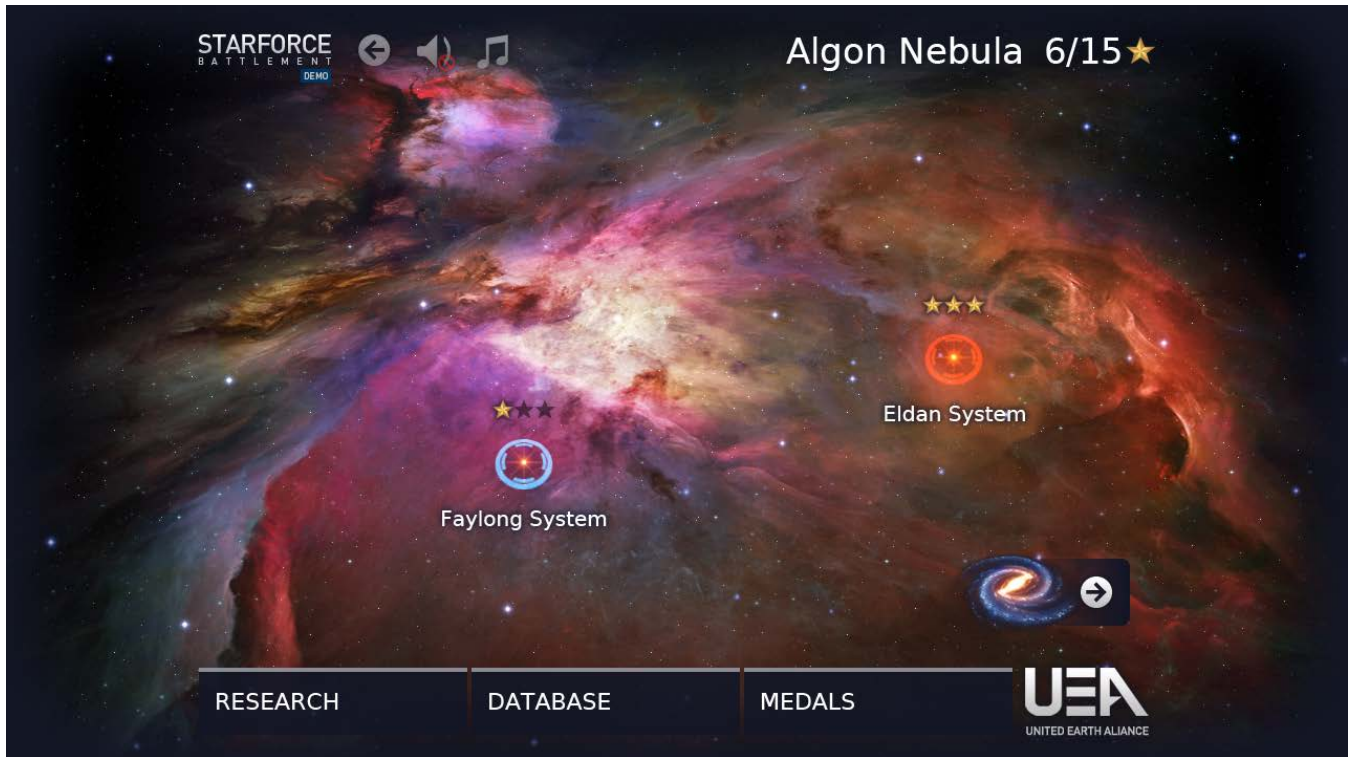 STARFORCE
BATTLEMENT
DEMO
Algon Nebula 6/15
Eldan System
Faylong System
RESEARCH
DATABASE
MEDALS
UEA
UNITED EARTH ALIANCE